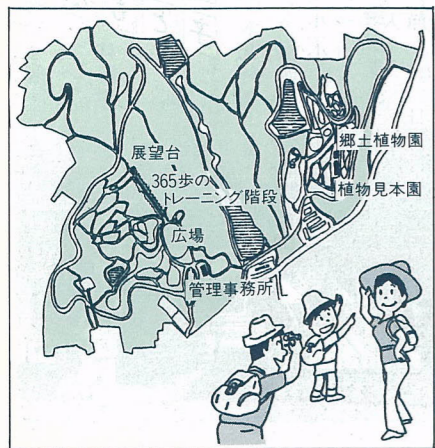 郷土植物園
展望台
365歩の
トレーニング階段
植物見本園
広場
管理事務所